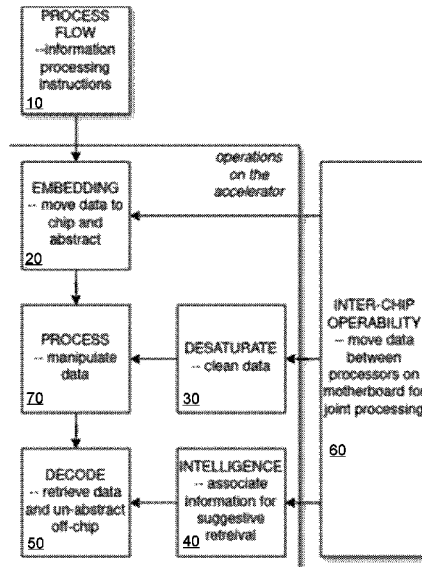 PROCESS
FLOW
--information
processing
instructions
10
operations
on the
accelerator
EMBEDDING
-- move data to
chip and
abstract
20
PROCESS
-- manipulate
data
70
DESATURATE
-- clean data
30
INTER-CHIP
OPERABILITY
-- move data
between
processors on
motherboard for
joint processing
60
DECODE
-- retrieve data
and un-abstract
off-chip
50
INTELLIGENCE
-- associate
information for
suggestive
retreival
40